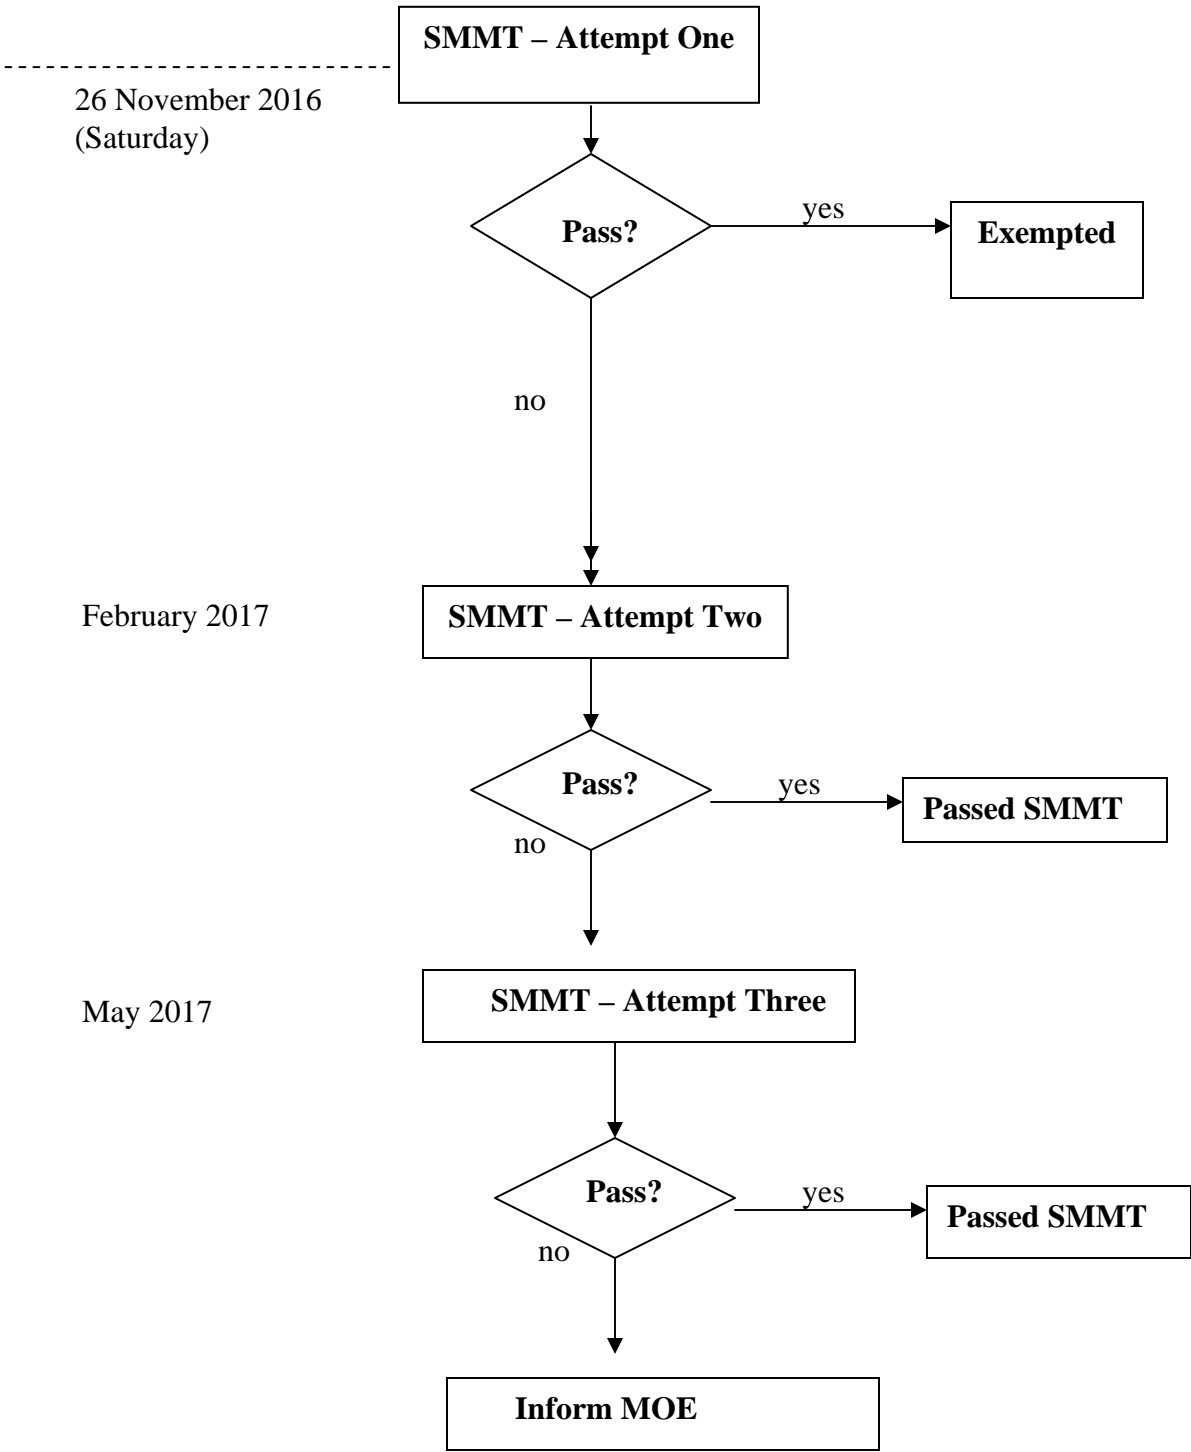 SMMT – Attempt One
26 November 2016
(Saturday)
Pass?
yes
Exempted
no
February 2017
SMMT – Attempt Two
Pass?
yes
Passed SMMT
no
May 2017
SMMT – Attempt Three
Pass?
yes
Passed SMMT
no
Inform MOE